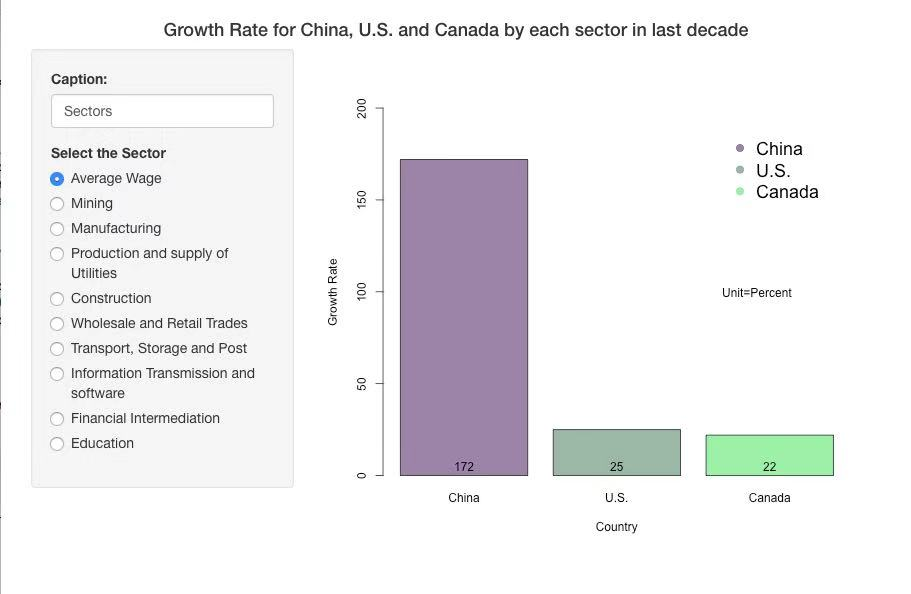 Growth Rate for China, U.S. and Canada by each sector in last decade
Caption:
Sectors
Select the Sector
Average Wage
Mining
Manufacturing
Production and supply of
Utilities
Construction
Wholesale and Retail Trades
Transport, Storage and Post
Information Transmission and
software
Financial Intermediation
Education
Growth Rate
200
150
100
50
0
China
U.S.
Canada
Unit=Percent
172
25
22
China
U.S.
Canada
Country